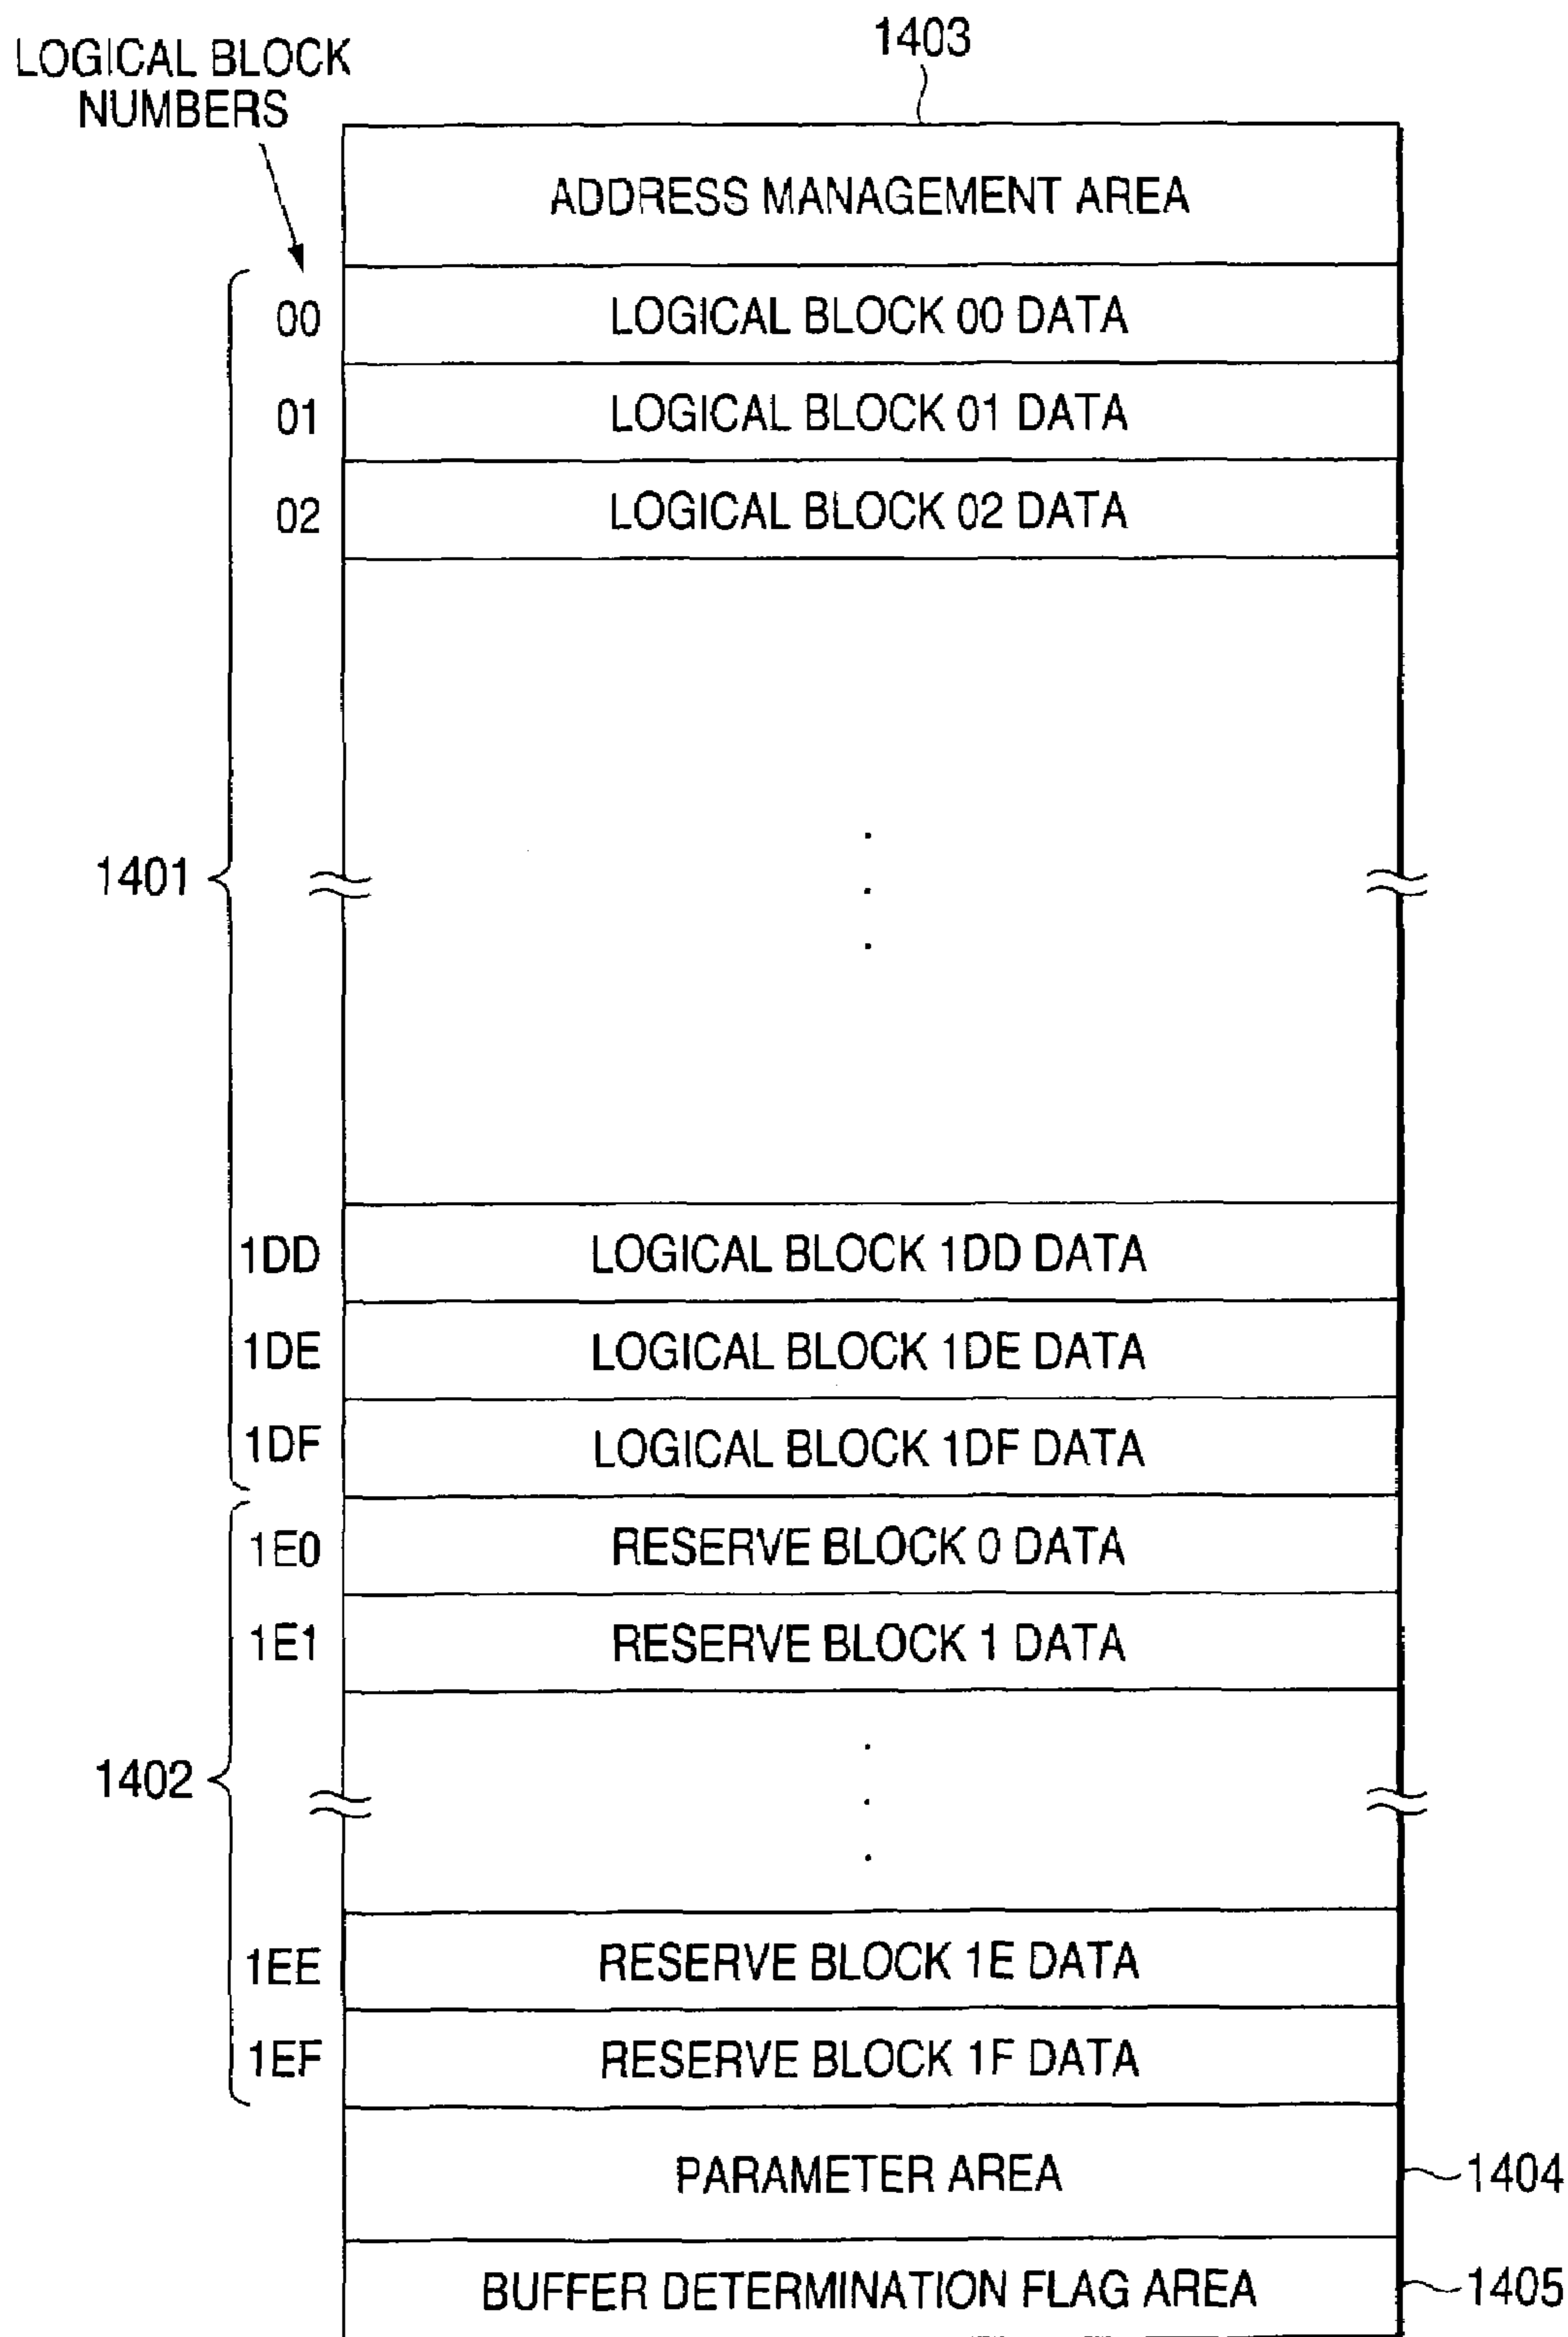 1403
LOGICAL BLOCK
NUMBERS
ADDRESS MANAGEMENT AREA
00 LOGICAL BLOCK 00 DATA
01 LOGICAL BLOCK 01 DATA
02 LOGICAL BLOCK 02 DATA
1401
1DD LOGICAL BLOCK 1DD DATA
1DE LOGICAL BLOCK 1DE DATA
1DF LOGICAL BLOCK 1DF DATA
1E0 RESERVE BLOCK 0 DATA
1E1 RESERVE BLOCK 1 DATA
1402
1EE RESERVE BLOCK 1E DATA
1EF RESERVE BLOCK 1F DATA
PARAMETER AREA 1404
BUFFER DETERMINATION FLAG AREA 1405